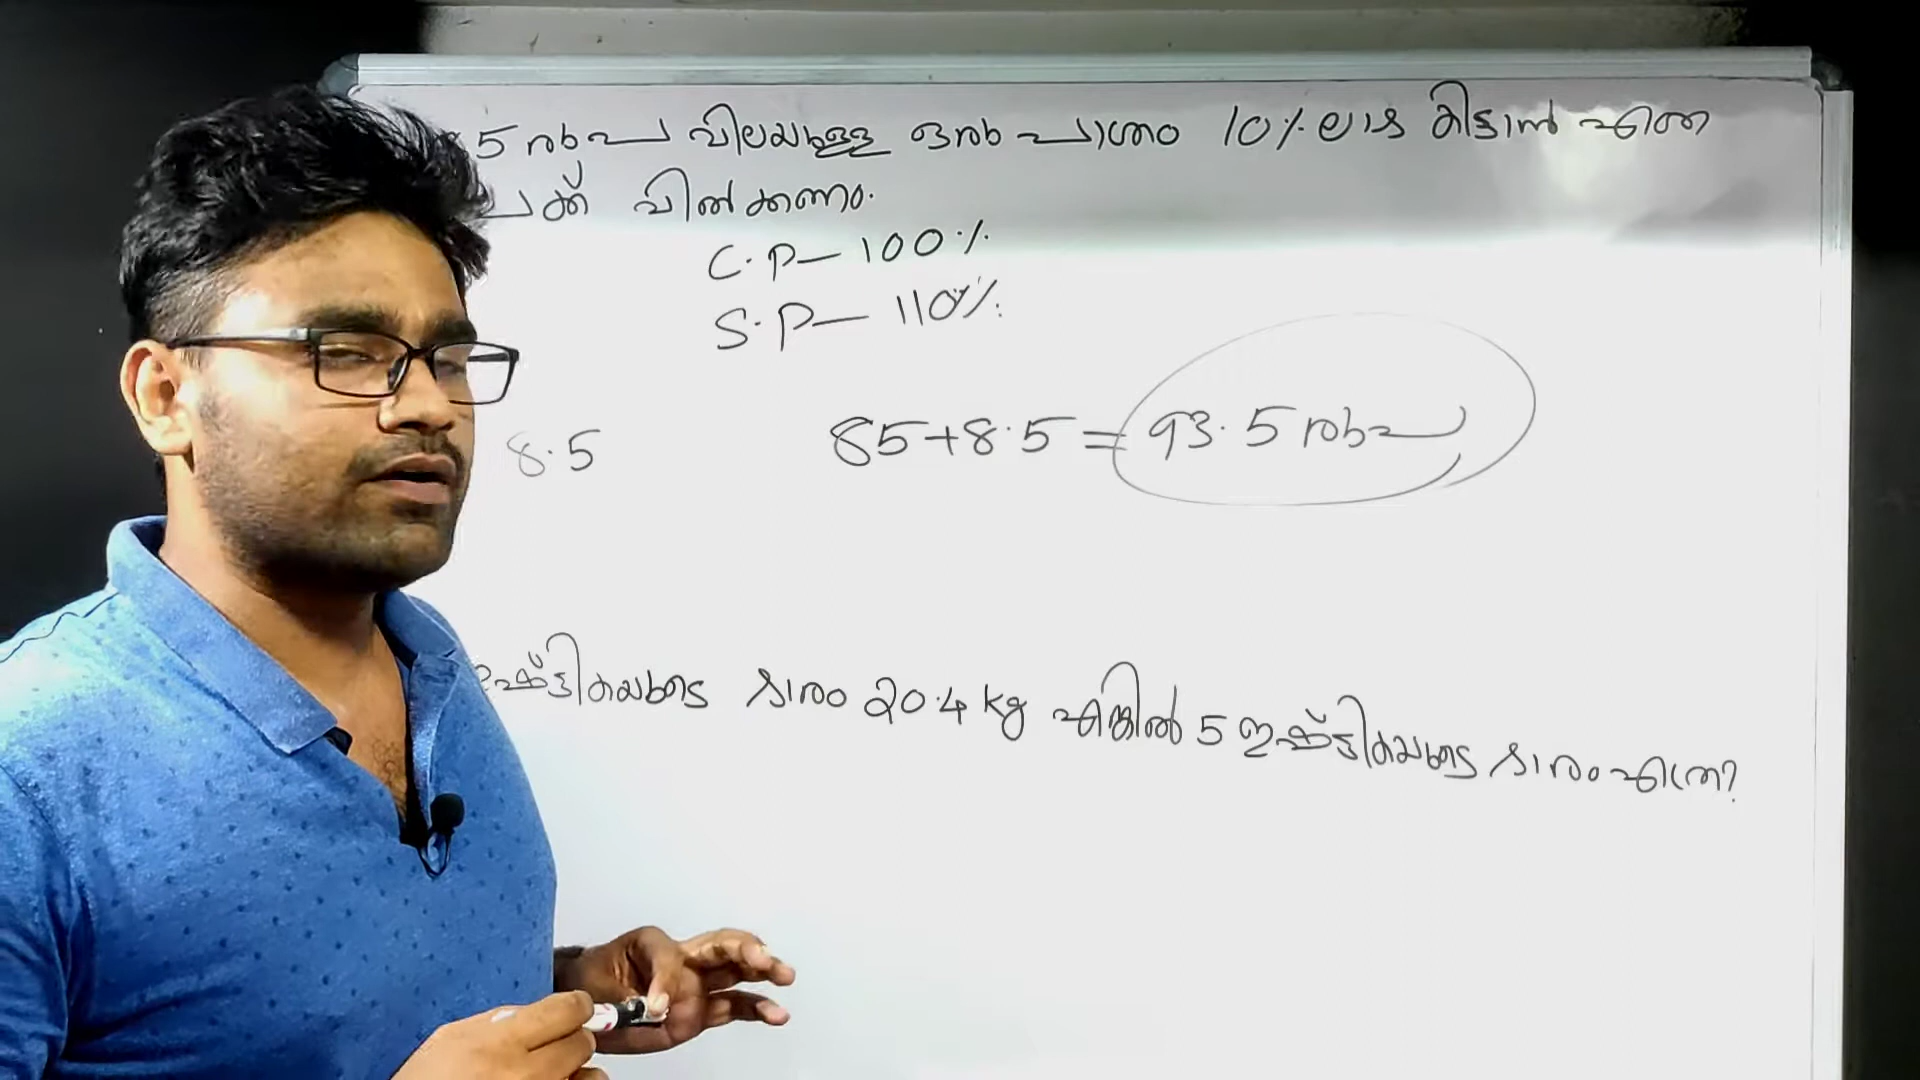 5 രൂപ വിലയുള്ള ഒരു പാത്രം 10% ലാഭം കിട്ടാൻ എത്ര
പക്ക് വിൽക്കണം.
C.P- 100%
S.P- 110%
8.5 85+8.5 = 93.5 രൂപ
ഇഷ്ടികയുടെ ഭാരം 20.4 kg എങ്കിൽ 5 ഇഷ്ടികയുടെ ഭാരം എത്ര?